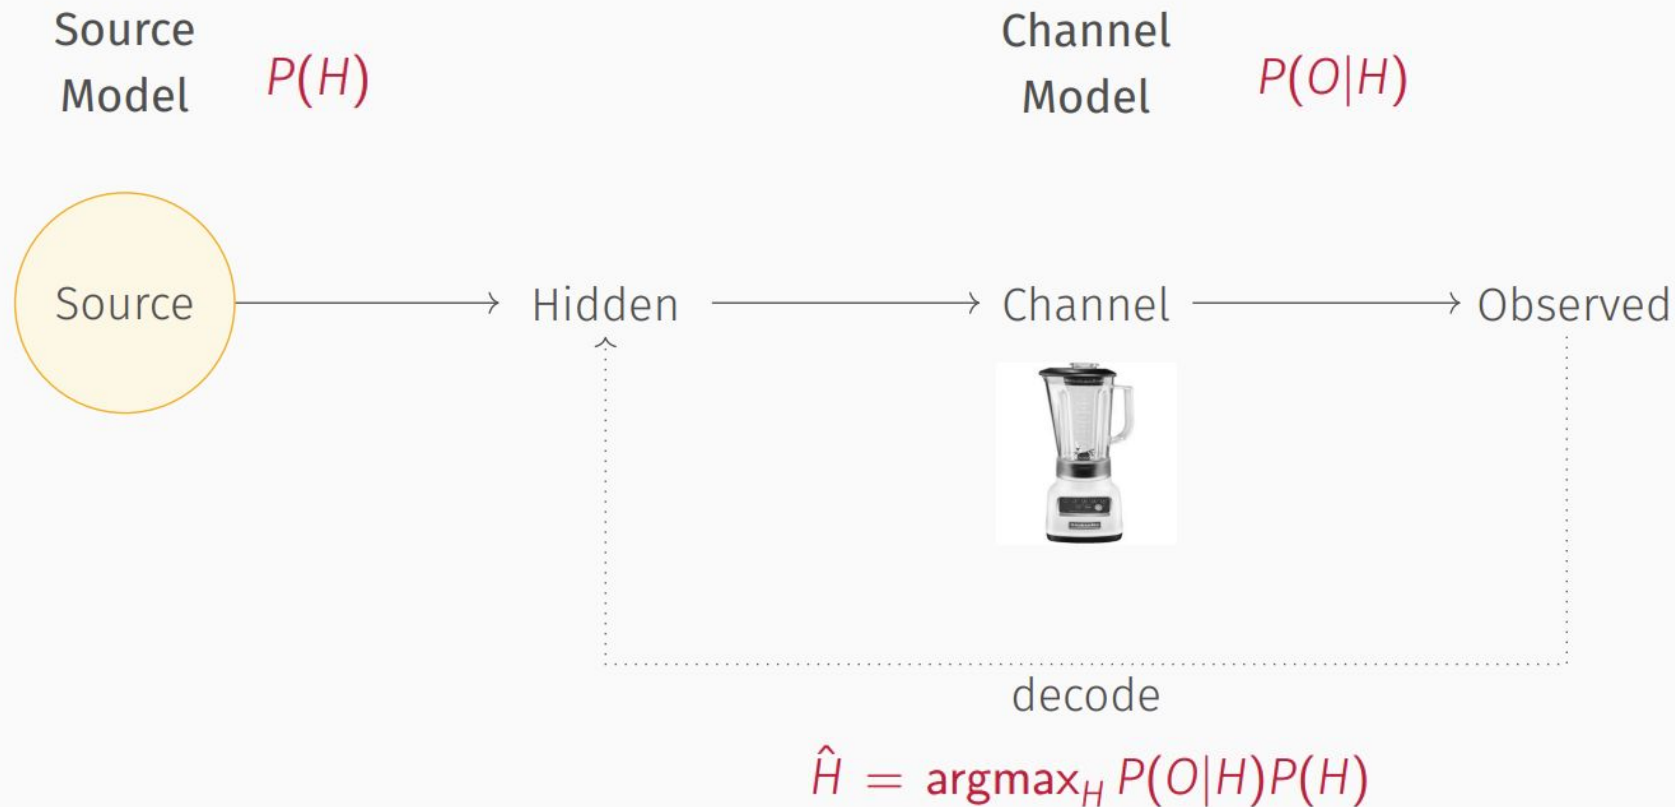 Source
Model
P(H)
Channel
Model
P(O|H)
Source
Hidden
Channel
Observed
decode
Ĥ = argmax_H P(O|H)P(H)